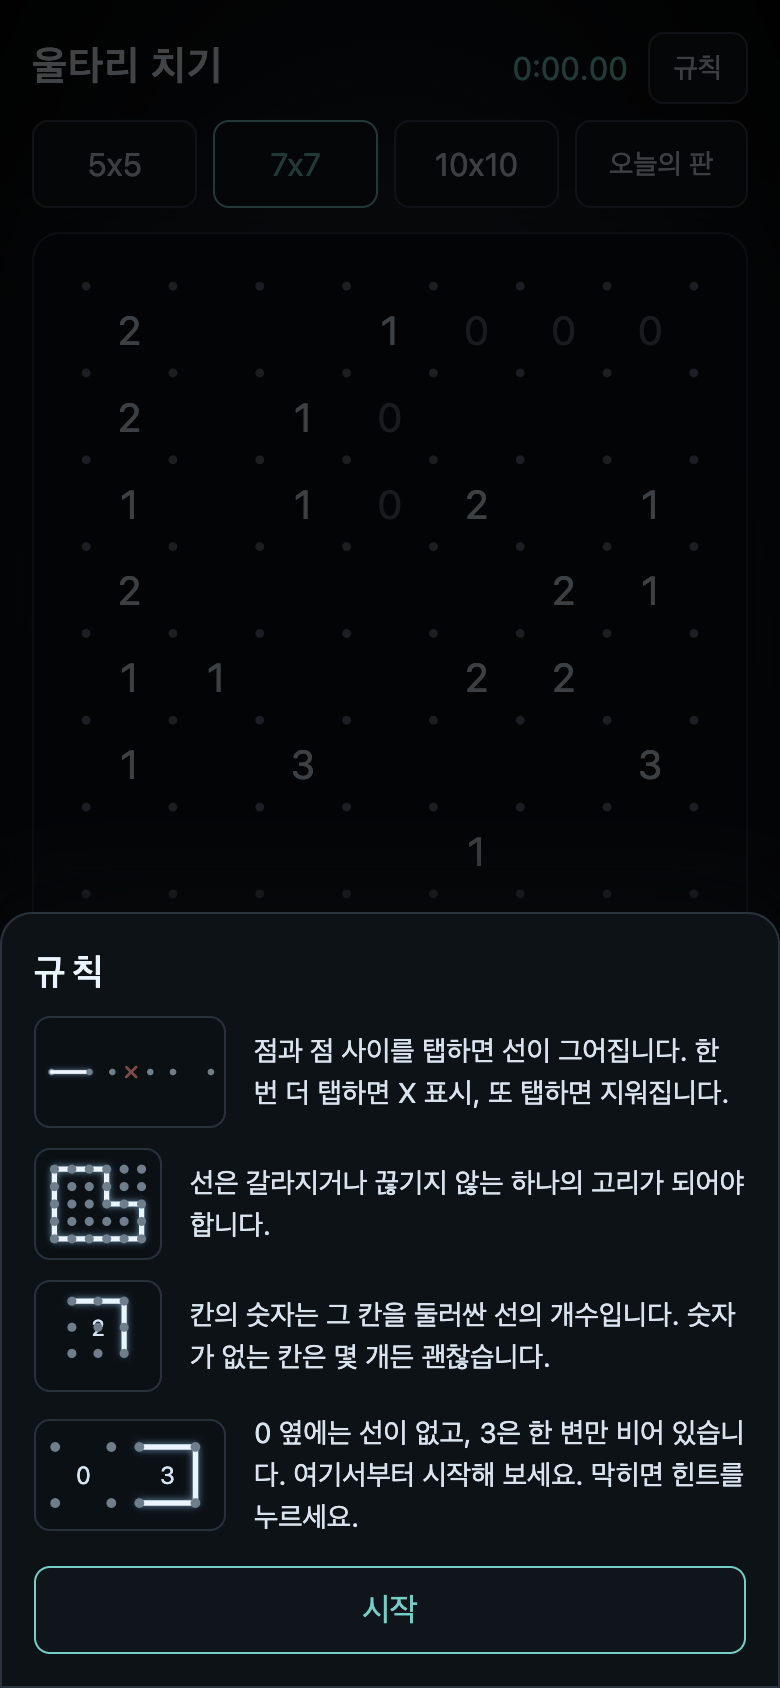 울타리 치기 0:00.00 규칙
5x5 7x7 10x10 오늘의 판
2 1 0 0 0
2 1 0
1 1 0 2 1
2 2 1
1 1 2 2
1 3 3
1
규칙
점과 점 사이를 탭하면 선이 그어집니다. 한
번 더 탭하면 X 표시, 또 탭하면 지워집니다.
선은 갈라지거나 끊기지 않는 하나의 고리가 되어야
합니다.
2
칸의 숫자는 그 칸을 둘러싼 선의 개수입니다. 숫자
가 없는 칸은 몇 개든 괜찮습니다.
0 3
0 옆에는 선이 없고, 3은 한 변만 비어 있습니
다. 여기서부터 시작해 보세요. 막히면 힌트를
누르세요.
시작